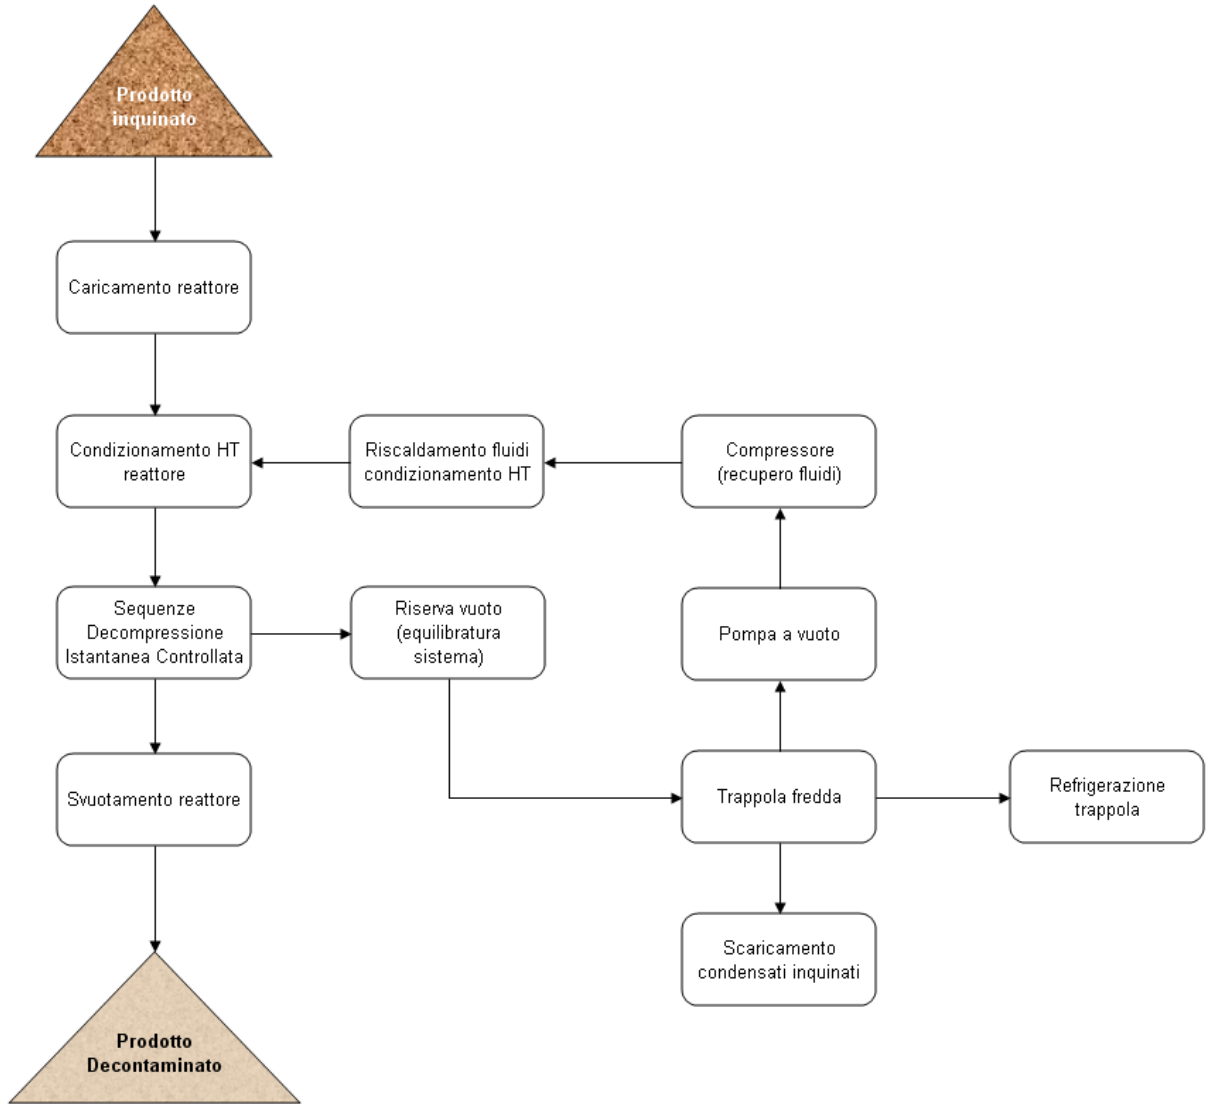 Prodotto
inquinato
Caricamento reattore
Condizionamento HT
reattore
Riscaldamento fluidi
condizionamento HT
Compressore
(recupero fluidi)
Sequenze
Decompressione
Istantanea Controllata
Riserva vuoto
(equilibratura
sistema)
Pompa a vuoto
Svuotamento reattore
Trappola fredda
Refrigerazione
trappola
Scaricamento
condensati inquinati
Prodotto
Decontaminato